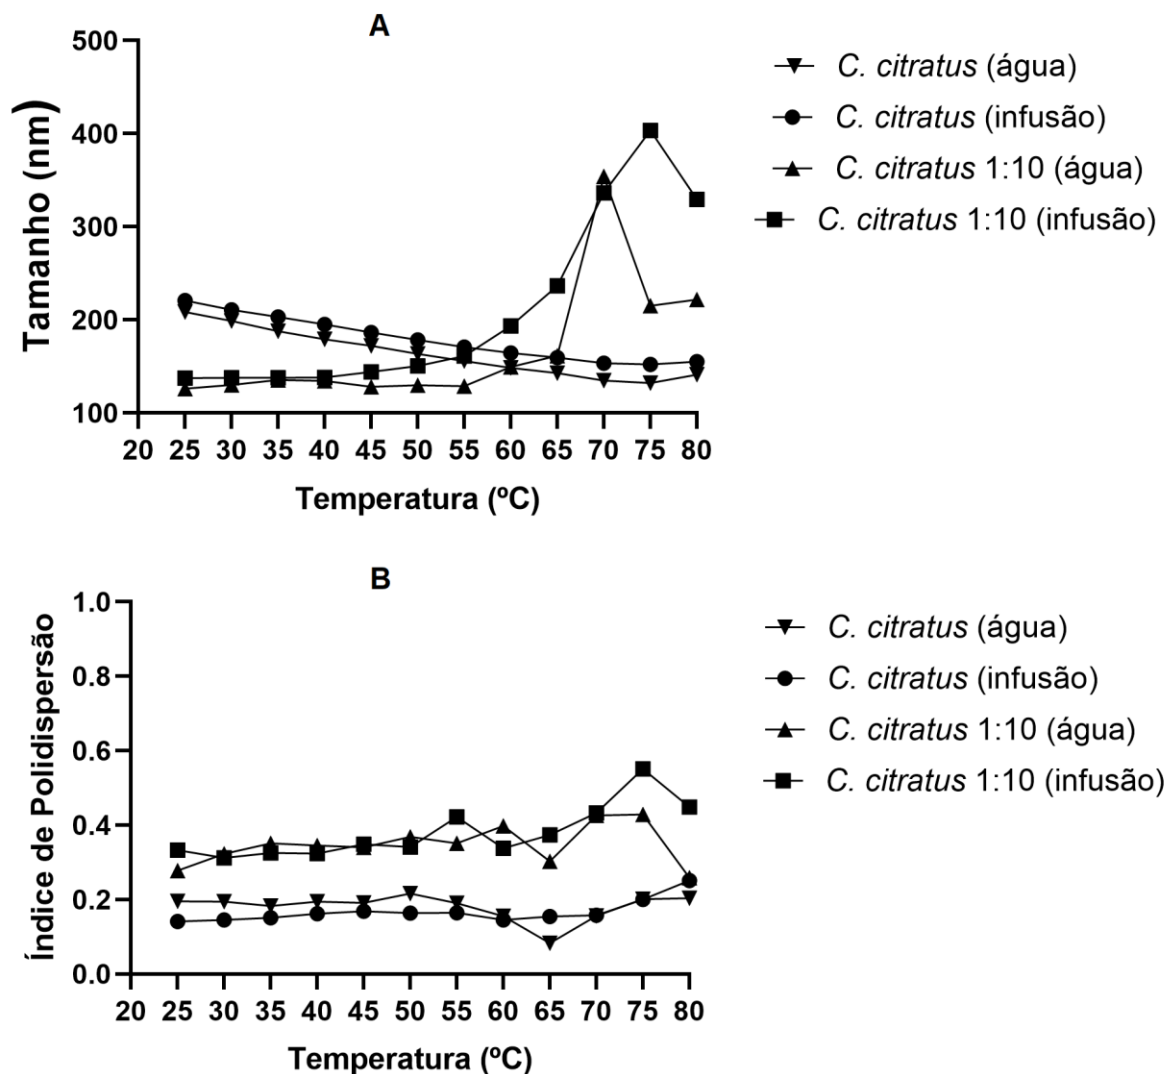 A
500
400
300
200
100
Tamanho (nm)
20 25 30 35 40 45 50 55 60 65 70 75 80
Temperatura (ºC)
C. citratus (água)
C. citratus (infusão)
C. citratus 1:10 (água)
C. citratus 1:10 (infusão)
B
1.0
0.8
0.6
0.4
0.2
0.0
Índice de Polidispersão
20 25 30 35 40 45 50 55 60 65 70 75 80
Temperatura (ºC)
C. citratus (água)
C. citratus (infusão)
C. citratus 1:10 (água)
C. citratus 1:10 (infusão)